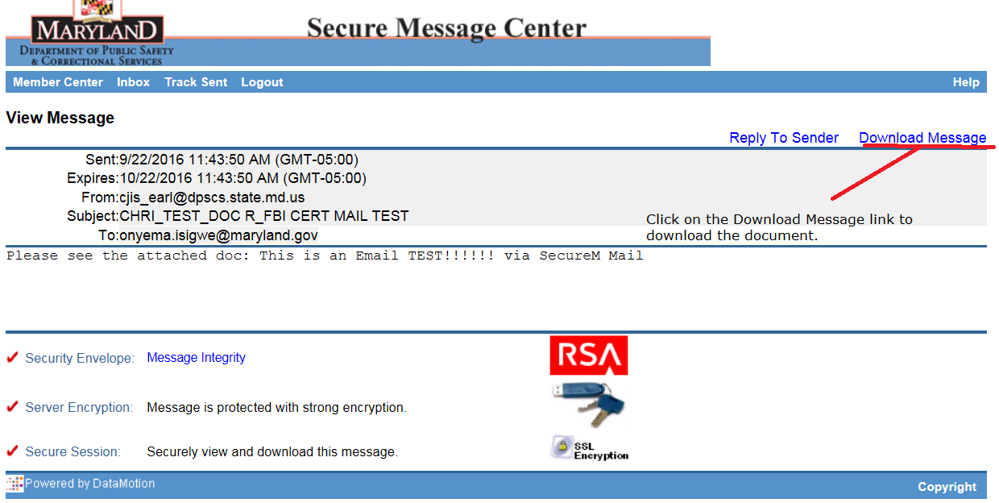 MARYLAND
DEPARTMENT OF PUBLIC SAFETY
& CORRECTIONAL SERVICES
Secure Message Center
Member Center Inbox Track Sent Logout Help
View Message
Reply To Sender Download Message
Sent:9/22/2016 11:43:50 AM (GMT-05:00)
Expires:10/22/2016 11:43:50 AM (GMT-05:00)
From:cjis_earl@dpscs.state.md.us
Subject:CHRI_TEST_DOC R_FBI CERT MAIL TEST
To:onyema.isigwe@maryland.gov
Click on the Download Message link to
download the document.
Please see the attached doc: This is an Email TEST!!!!!! via SecureM Mail
Security Envelope: Message Integrity
RSA
Server Encryption: Message is protected with strong encryption.
Secure Session: Securely view and download this message.
SSL
Encryption
Powered by DataMotion
Copyright